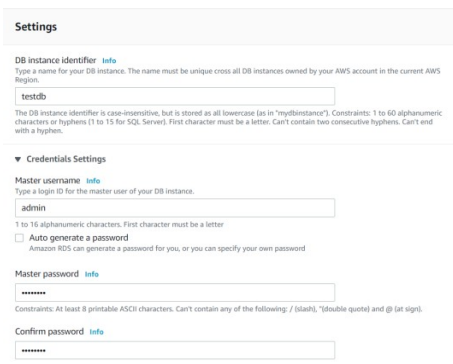 Settings
DB instance identifier Info
Type a name for your DB instance. The name must be unique cross all DB instances owned by your AWS account in the current AWS
Region.
testdb
The DB instance identifier is case-insensitive, but is stored as all lowercase (as in "mydbinstance"). Constraints: 1 to 60 alphanumeric
characters or hyphens (1 to 15 for SQL Server). First character must be a letter. Can't contain two consecutive hyphens. Can't end
with a hyphen.
▼ Credentials Settings
Master username Info
Type a login ID for the master user of your DB instance.
admin
1 to 16 alphanumeric characters. First character must be a letter
Auto generate a password
Amazon RDS can generate a password for you, or you can specify your own password
Master password Info
••••••••
Constraints: At least 8 printable ASCII characters. Can't contain any of the following: / (slash), "(double quote) and @ (at sign).
Confirm password Info
••••••••